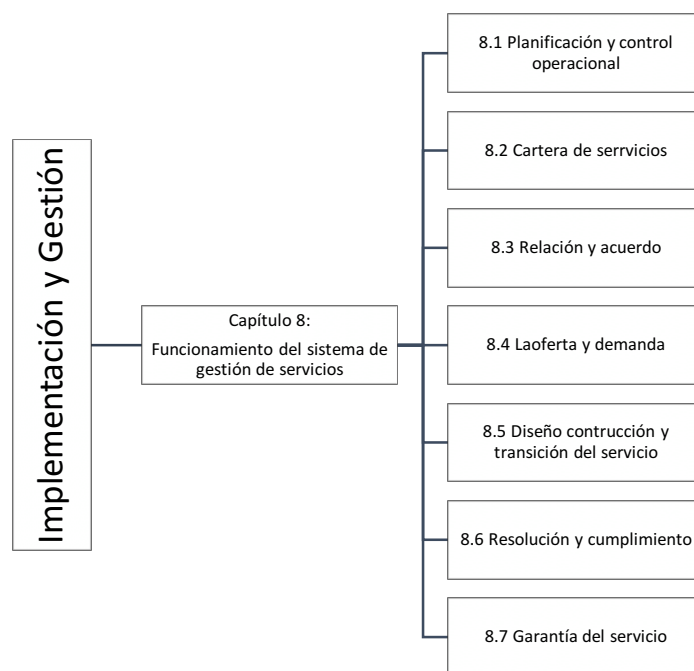 Implementación y Gestión
Capítulo 8:
Funcionamiento del sistema de
gestión de servicios
8.1 Planificación y control
operacional
8.2 Cartera de serrvicios
8.3 Relación y acuerdo
8.4 Laoferta y demanda
8.5 Diseño contrucción y
transición del servicio
8.6 Resolución y cumplimiento
8.7 Garantía del servicio